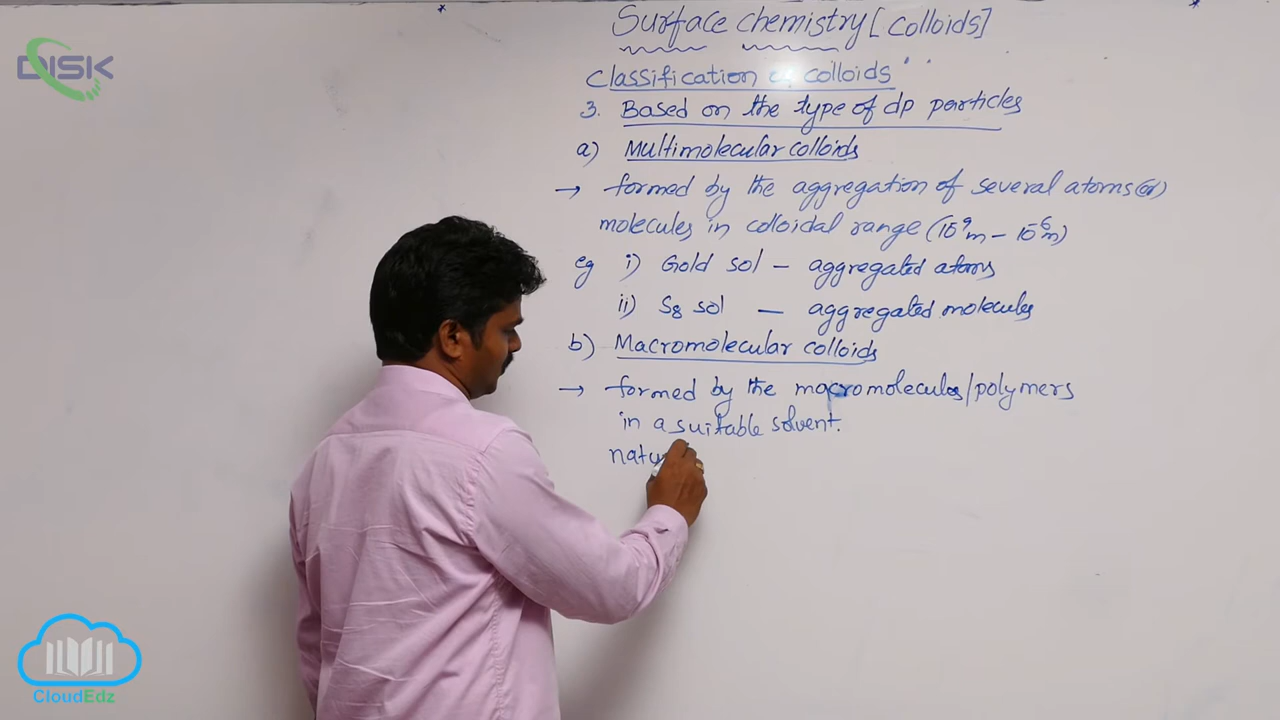 DISK
Surface chemistry [colloids]
Classification of colloids
3. Based on the type of dp particles
a) Multimolecular colloids
→ formed by the aggregation of several atoms (or)
molecules in colloidal range (10⁻⁹m – 10⁻⁶m)
eg i) Gold sol – aggregated atoms
ii) S₈ sol – aggregated molecules
b) Macromolecular colloids
→ formed by the macromolecules/polymers
in a suitable solvent.
natu
CloudEdz